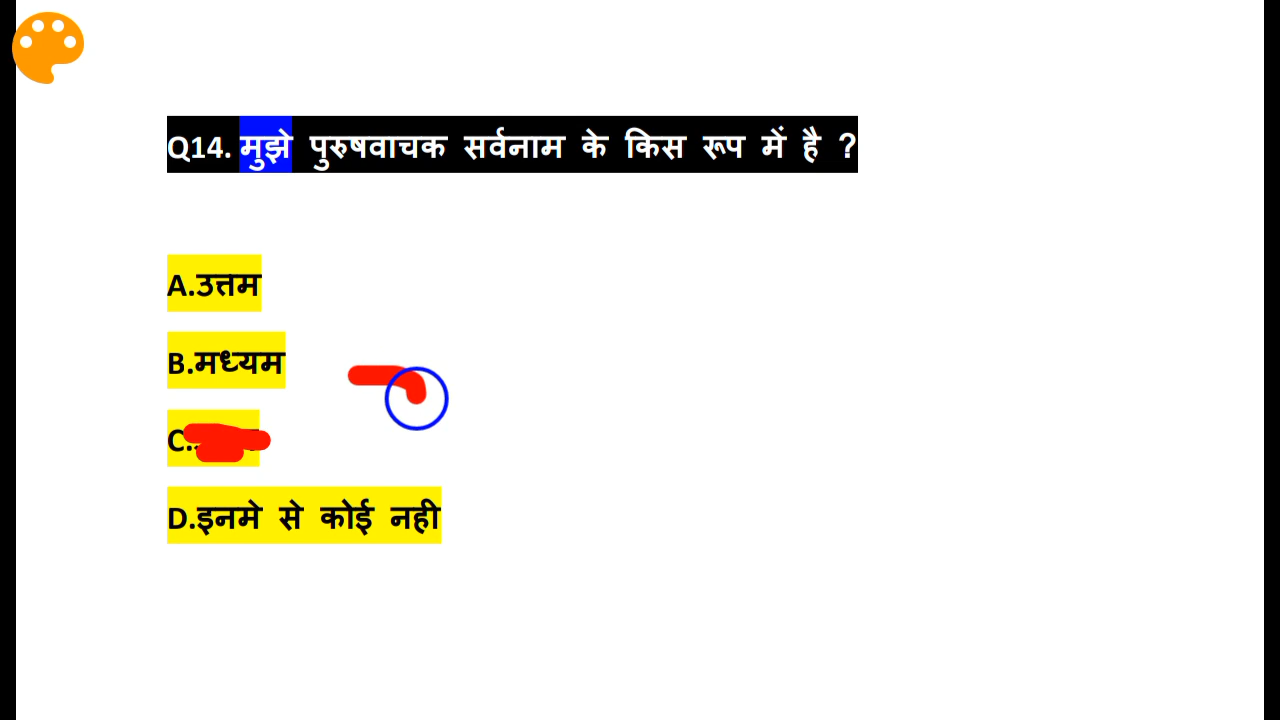 Q14. मुझे पुरुषवाचक सर्वनाम के किस रूप में है ?
A.उत्तम
B.मध्यम
C.
D.इनमे से कोई नही